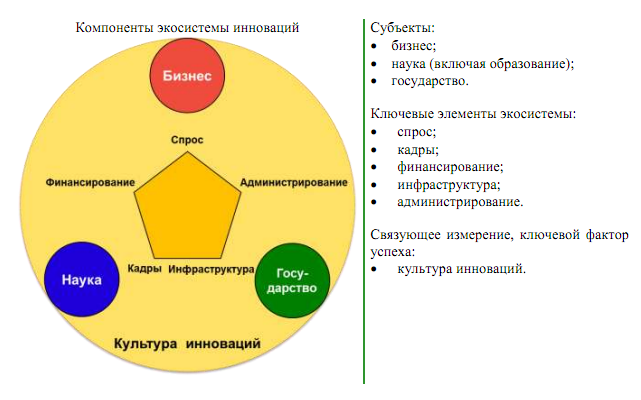 Компоненты экосистемы инноваций
Бизнес
Спрос
Финансирование
Администрирование
Кадры
Инфраструктура
Наука
Госу-
дарство
Культура инноваций
Субъекты:
• бизнес;
• наука (включая образование);
• государство.
Ключевые элементы экосистемы:
• спрос;
• кадры;
• финансирование;
• инфраструктура;
• администрирование.
Связующее измерение, ключевой фактор
успеха:
• культура инноваций.